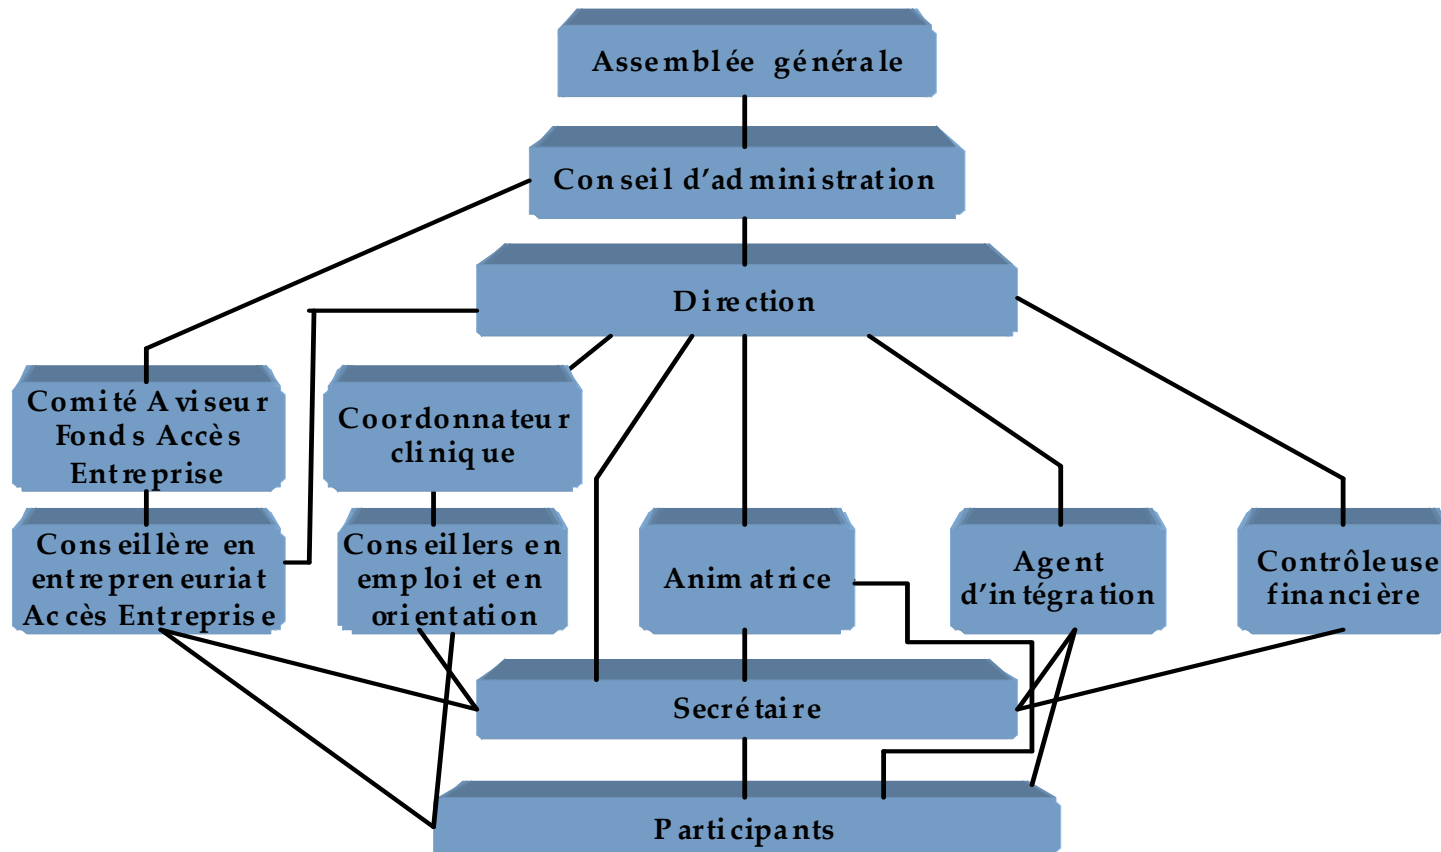 Assemblée générale
Conseil d’administration
Direction
Comité Aviseur
Fonds Accès
Entreprise
Coordonnateur
clinique
Conseillère en
entrepreneuriat
Accès Entreprise
Conseillers en
emploi et en
orientation
Animatrice
Agent
d’intégration
Contrôleuse
financière
Secrétaire
Participants